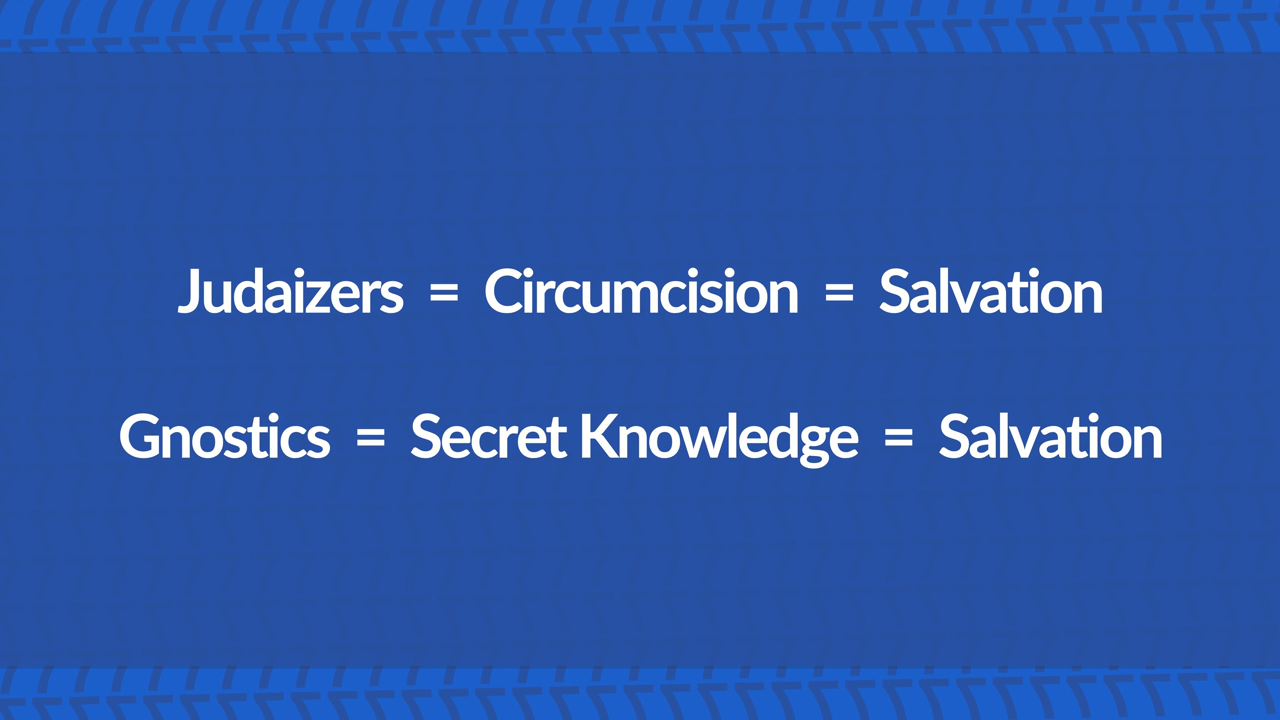 Judaizers = Circumcision = Salvation
Gnostics = Secret Knowledge = Salvation